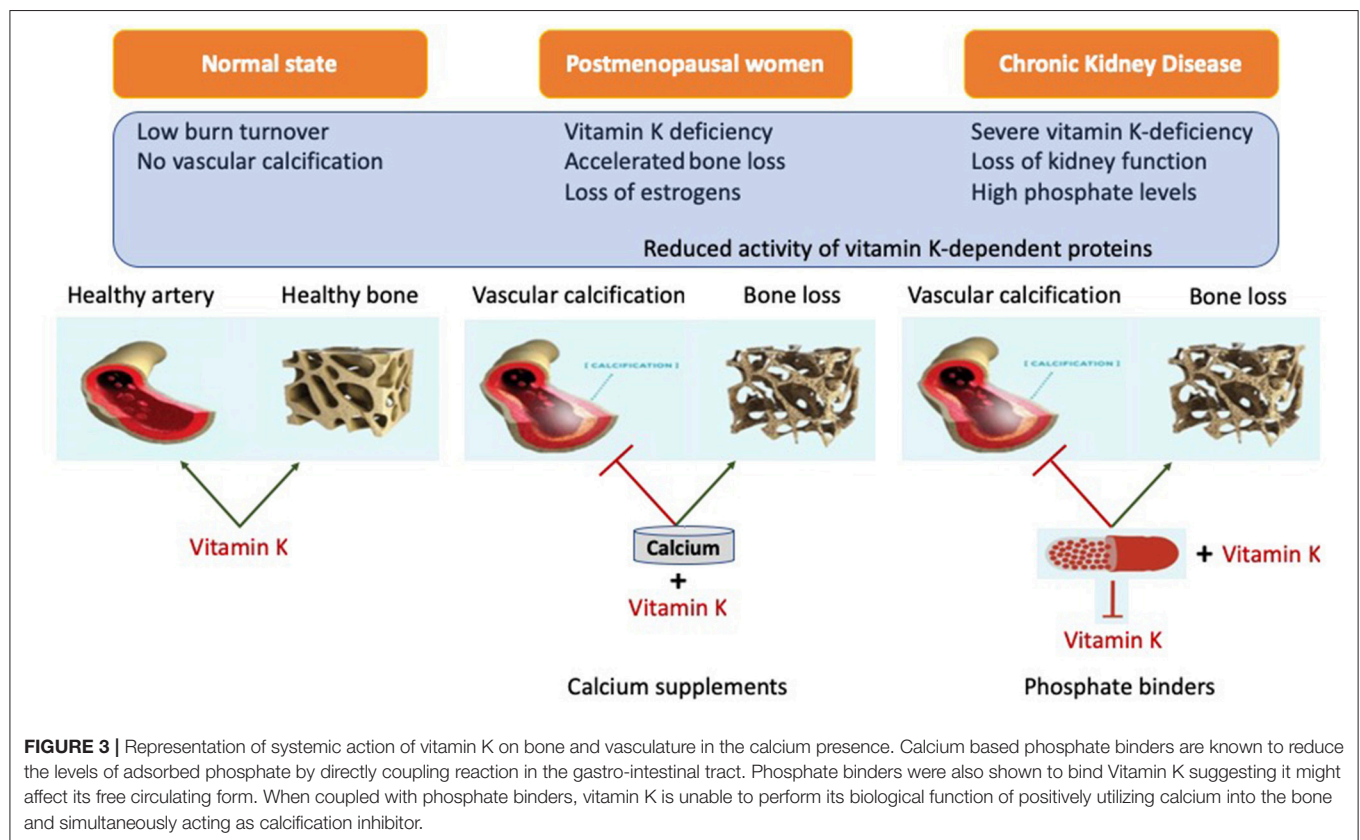 Normal state
Postmenopausal women
Chronic Kidney Disease
Low burn turnover
No vascular calcification
Vitamin K deficiency
Accelerated bone loss
Loss of estrogens
Severe vitamin K-deficiency
Loss of kidney function
High phosphate levels
Reduced activity of vitamin K-dependent proteins
Healthy artery
Healthy bone
Vascular calcification
Bone loss
Vascular calcification
Bone loss
[ CALCIFICATION ]
[ CALCIFICATION ]
Vitamin K
Calcium
+
Vitamin K
+ Vitamin K
Vitamin K
Calcium supplements
Phosphate binders
FIGURE 3 | Representation of systemic action of vitamin K on bone and vasculature in the calcium presence. Calcium based phosphate binders are known to reduce
the levels of adsorbed phosphate by directly coupling reaction in the gastro-intestinal tract. Phosphate binders were also shown to bind Vitamin K suggesting it might
affect its free circulating form. When coupled with phosphate binders, vitamin K is unable to perform its biological function of positively utilizing calcium into the bone
and simultaneously acting as calcification inhibitor.